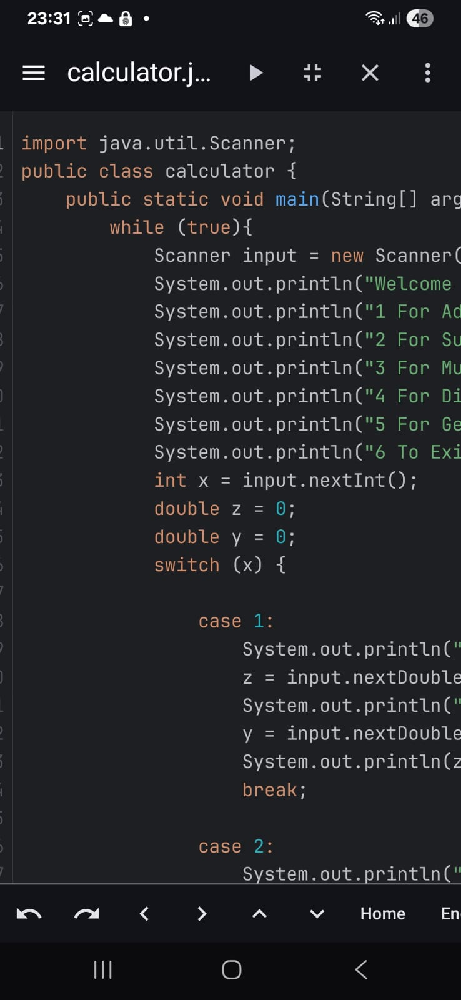 23:31
46
calculator.j...
import java.util.Scanner;
public class calculator {
public static void main(String[] arg
while (true){
Scanner input = new Scanner(
System.out.println("Welcome
System.out.println("1 For Ad
System.out.println("2 For Su
System.out.println("3 For Mu
System.out.println("4 For Di
System.out.println("5 For Ge
System.out.println("6 To Exi
int x = input.nextInt();
double z = 0;
double y = 0;
switch (x) {
case 1:
System.out.println("
z = input.nextDouble
System.out.println("
y = input.nextDouble
System.out.println(z
break;
case 2:
System.out.println("
Home En